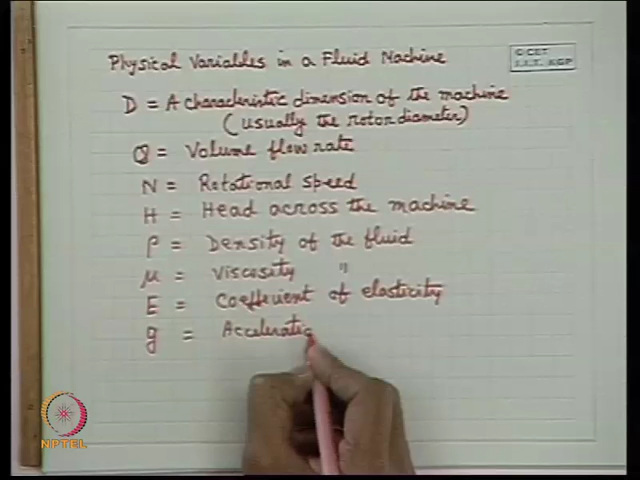 Physical Variables in a Fluid Machine
© CET
I.I.T. KGP
D = A characteristic dimension of the machine
(usually the rotor diameter)
Q = Volume flow rate
N = Rotational speed
H = Head across the machine
ρ = Density of the fluid
μ = Viscosity "
E = Coefficient of elasticity
g = Acceleratio
NPTEL